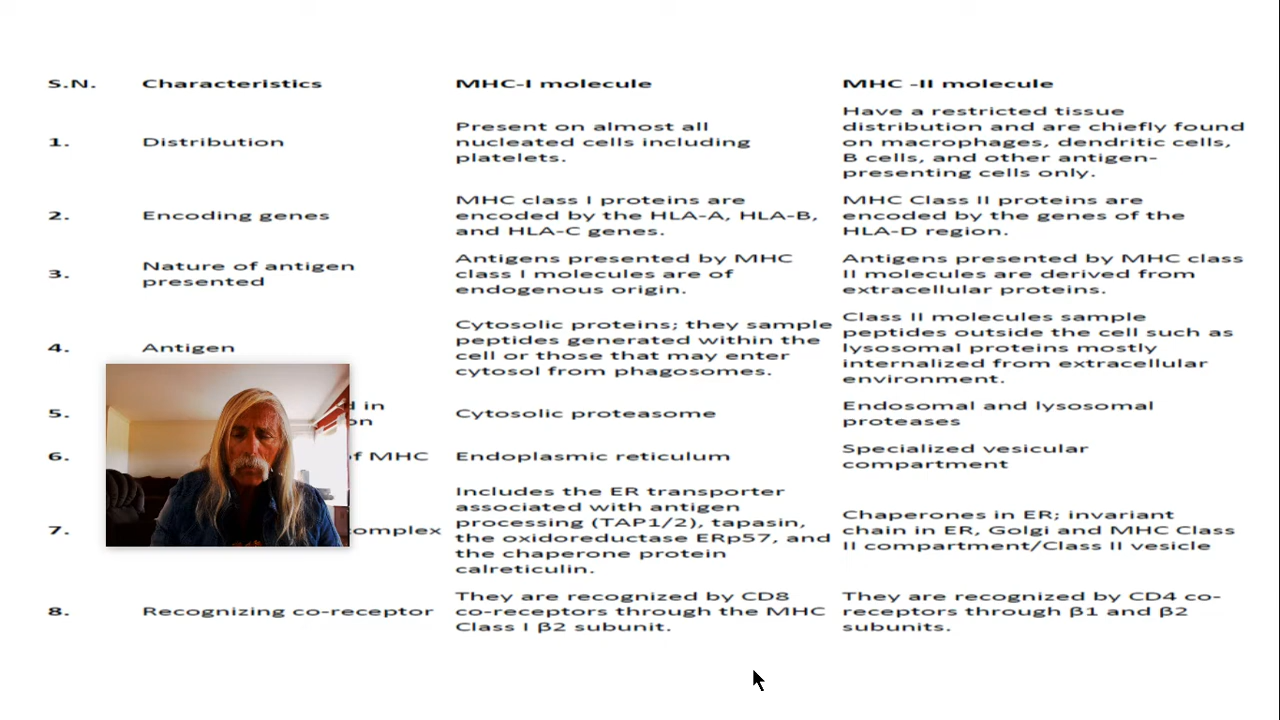 S.N. Characteristics MHC-I molecule MHC -II molecule
1. Distribution
Present on almost all
nucleated cells including
platelets.
Have a restricted tissue
distribution and are chiefly found
on macrophages, dendritic cells,
B cells, and other antigen-
presenting cells only.
2. Encoding genes
MHC class I proteins are
encoded by the HLA-A, HLA-B,
and HLA-C genes.
MHC Class II proteins are
encoded by the genes of the
HLA-D region.
3. Nature of antigen
presented
Antigens presented by MHC
class I molecules are of
endogenous origin.
Antigens presented by MHC class
II molecules are derived from
extracellular proteins.
4. Antigen
Cytosolic proteins; they sample
peptides generated within the
cell or those that may enter
cytosol from phagosomes.
Class II molecules sample
peptides outside the cell such as
lysosomal proteins mostly
internalized from extracellular
environment.
5. in
Cytosolic proteasome
Endosomal and lysosomal
proteases
6. MHC
Endoplasmic reticulum
Specialized vesicular
compartment
7. complex
Includes the ER transporter
associated with antigen
processing (TAP1/2), tapasin,
the oxidoreductase ERp57, and
the chaperone protein
calreticulin.
Chaperones in ER; invariant
chain in ER, Golgi and MHC Class
II compartment/Class II vesicle
8. Recognizing co-receptor
They are recognized by CD8
co-receptors through the MHC
Class I β2 subunit.
They are recognized by CD4 co-
receptors through β1 and β2
subunits.